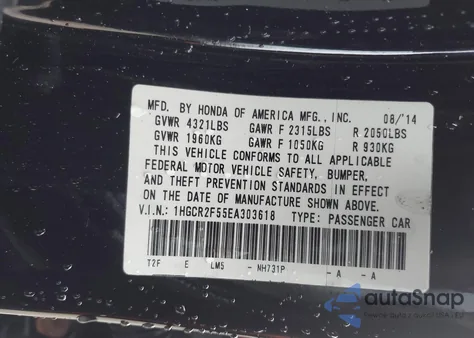 MFD. BY HONDA OF AMERICA MFG., INC. 08/'14
GVWR 4321LBS GAWR F 2315LBS R 2050LBS
GVWR 1960KG GAWR F 1050KG R 930KG
THIS VEHICLE CONFORMS TO ALL APPLICABLE
FEDERAL MOTOR VEHICLE SAFETY, BUMPER,
AND THEFT PREVENTION STANDARDS IN EFFECT
ON THE DATE OF MANUFACTURE SHOWN ABOVE.
V.I.N.: 1HGCR2F55EA303618 TYPE: PASSENGER CAR
T2F E LM5 - NH731P -A -A
autoSnap